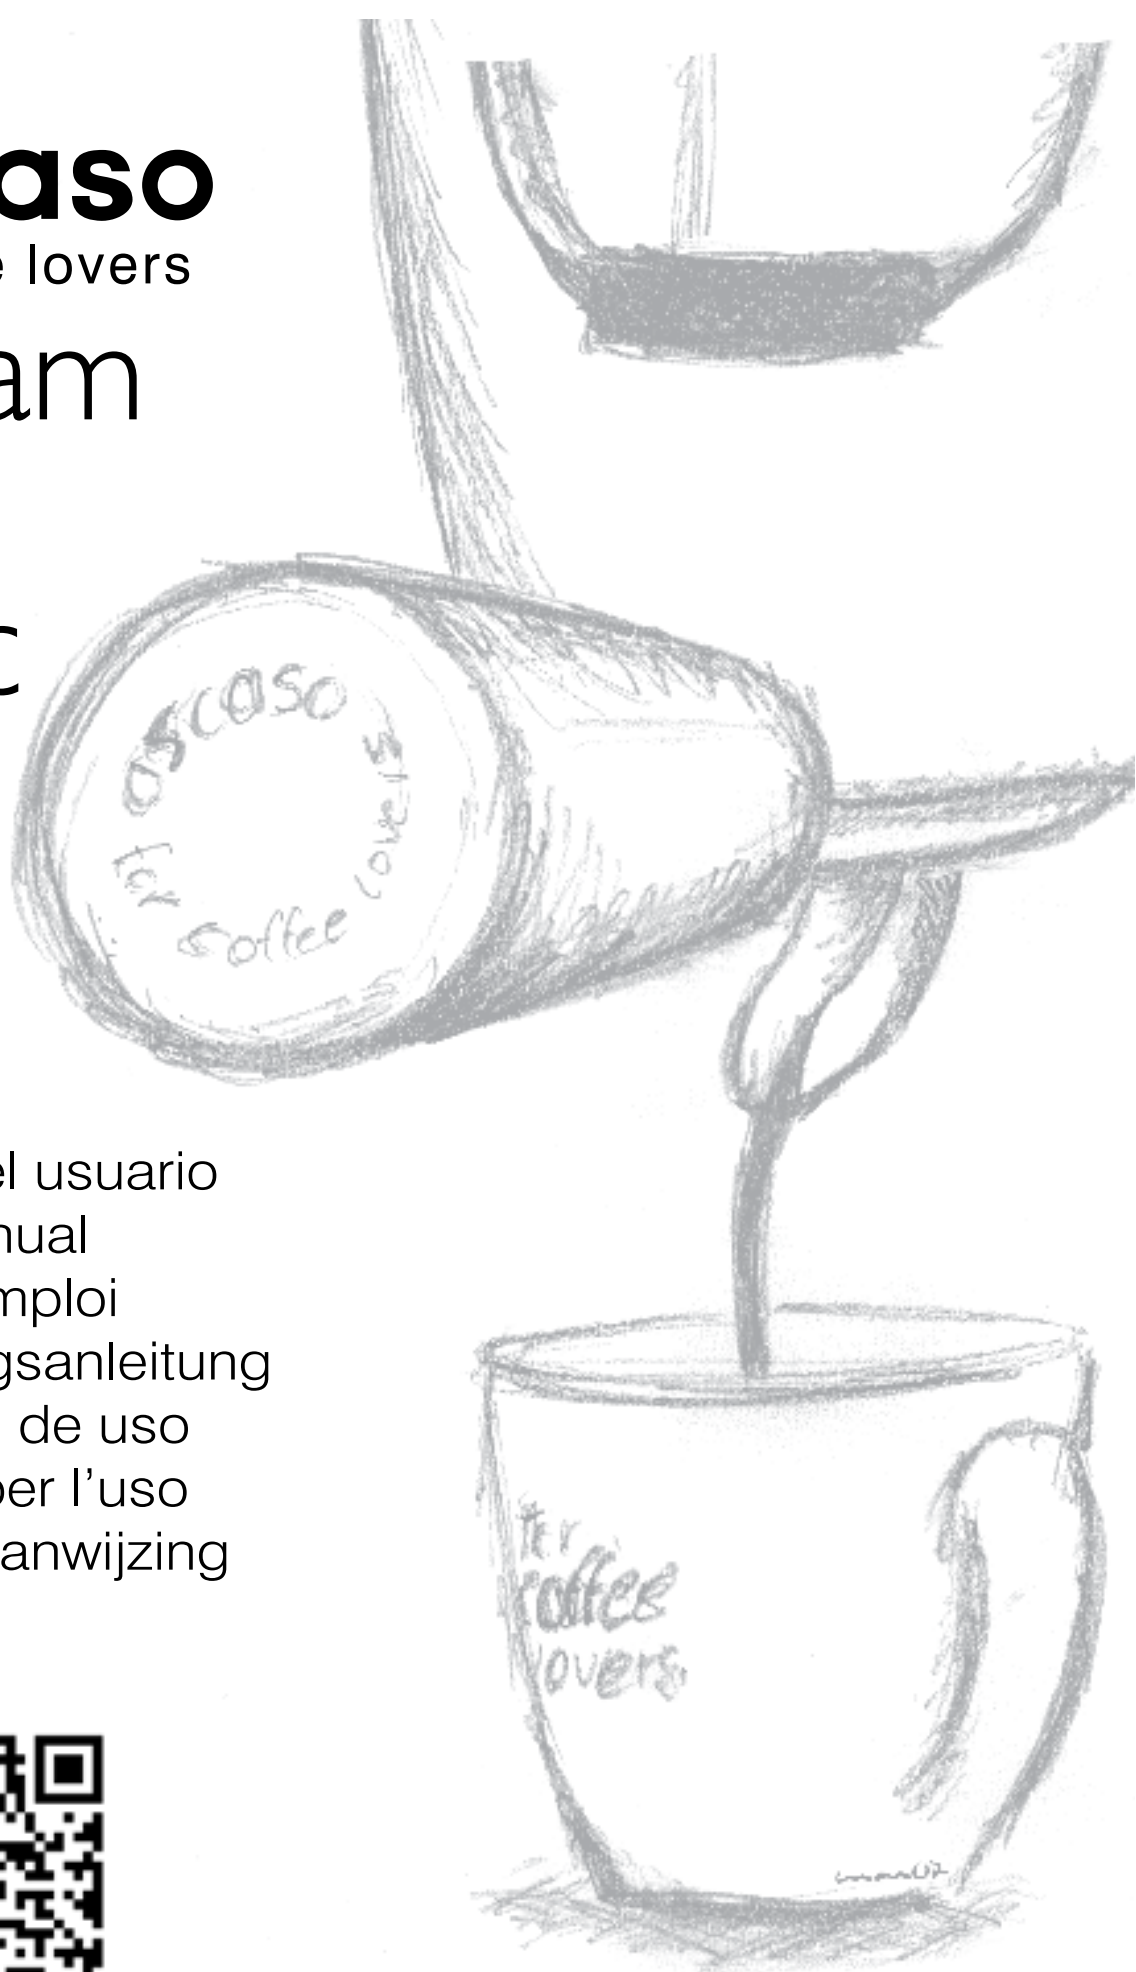 aso
e lovers
am
c
ascaso
for coffee lovers
el usuario
nual
mploi
gsanleitung
de uso
per l’uso
anwijzing
for
coffee
lovers